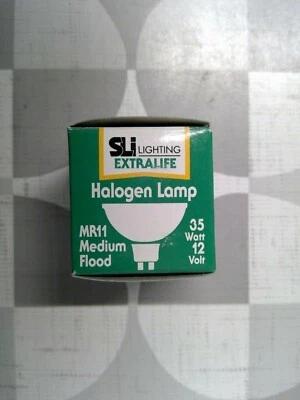 SLi LIGHTING
EXTRALIFE
Halogen Lamp
MR11
Medium
Flood
35
Watt
12
Volt